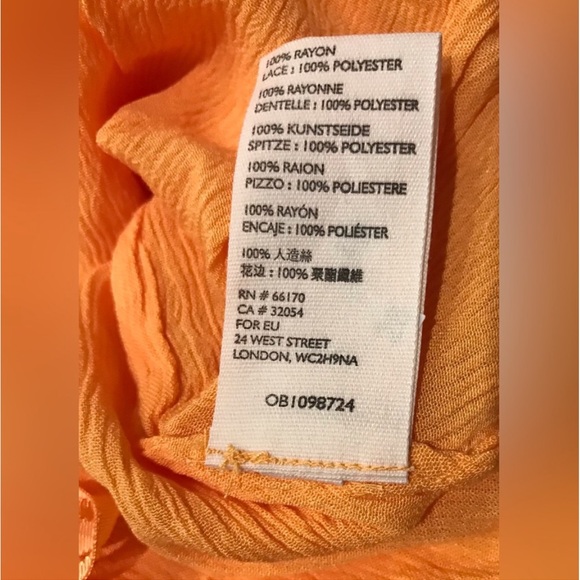 100% RAYON
LACE : 100% POLYESTER
100% RAYONNE
DENTELLE : 100% POLYESTER
100% KUNSTSEIDE
SPITZE : 100% POLYESTER
100% RAION
PIZZO : 100% POLIESTERE
100% RAYÓN
ENCAJE : 100% POLIÉSTER
100% 人造絲
花边 : 100% 聚酯纖維
RN # 66170
CA # 32054
FOR EU
24 WEST STREET
LONDON, WC2H9NA
OB1098724